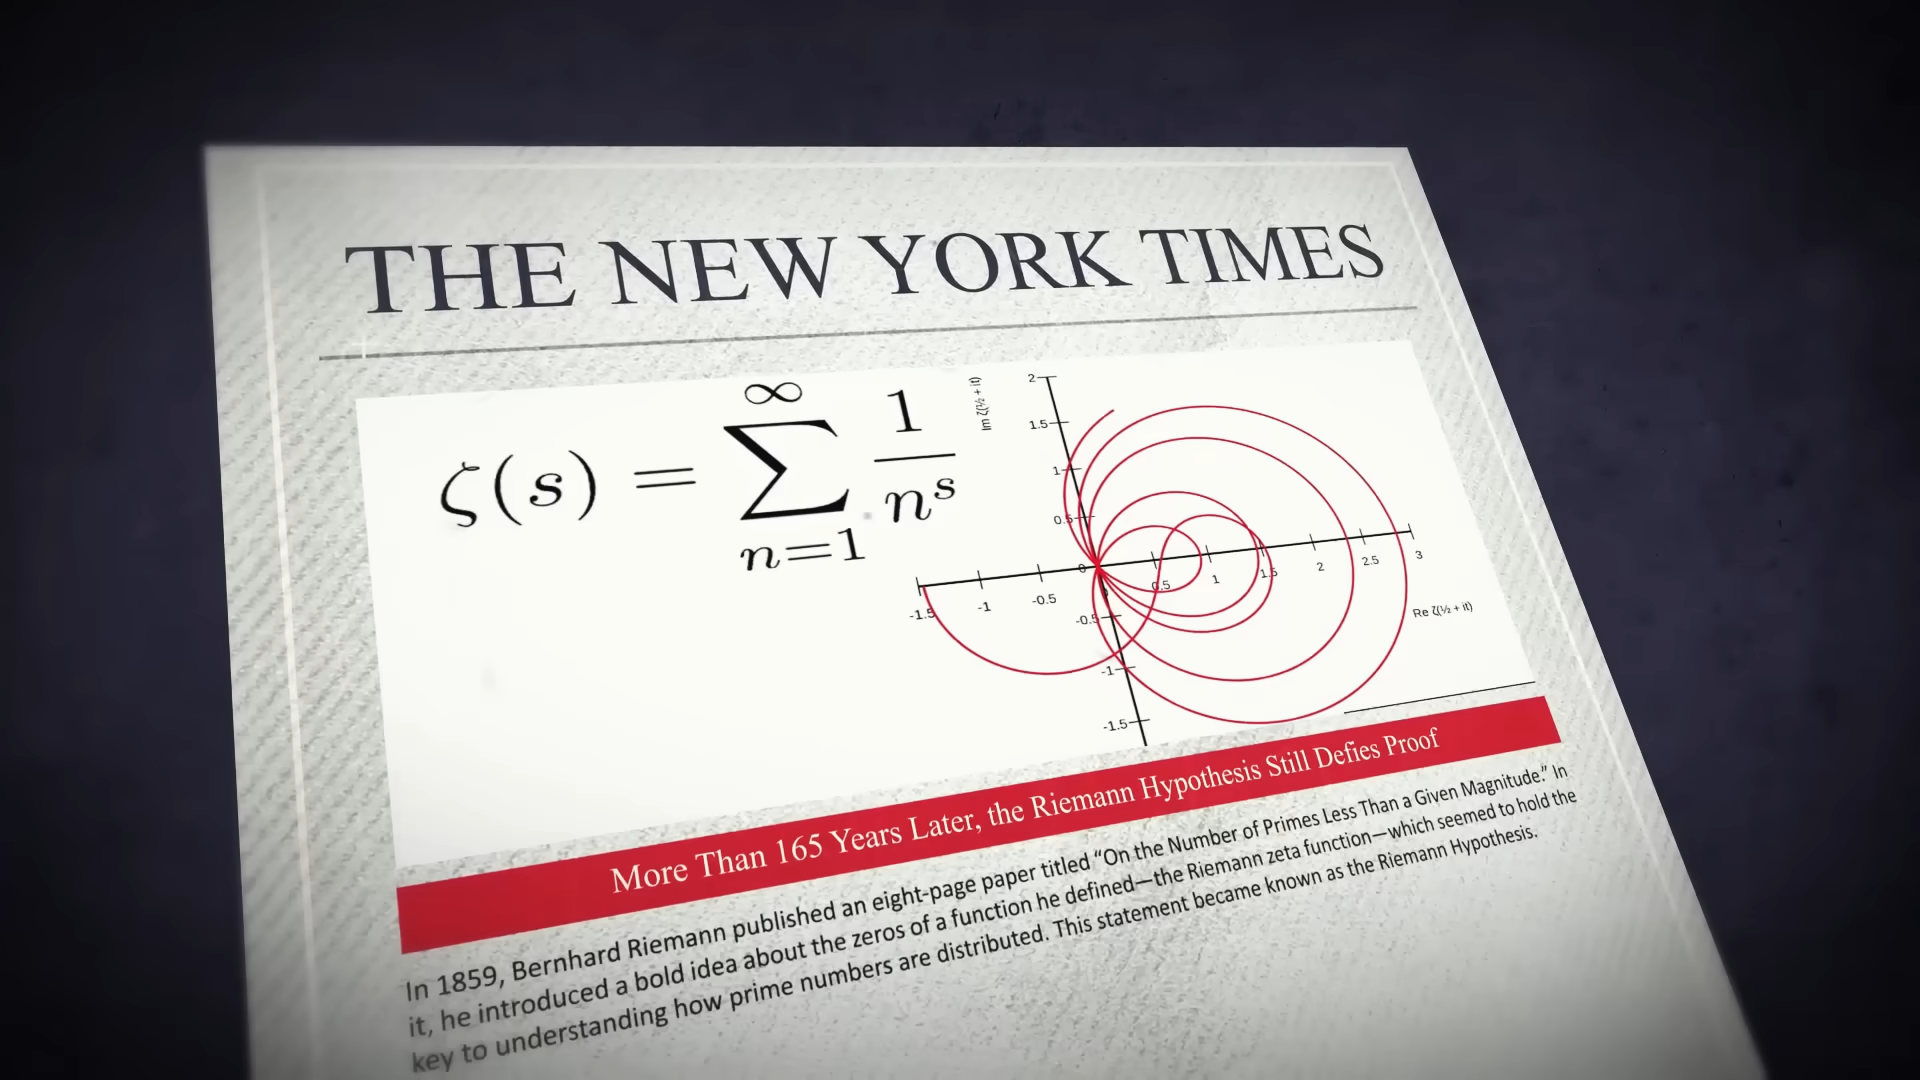 THE NEW YORK TIMES
ζ(s) = ∞ ∑ n=1 1/n^s
Im ζ(½ + it)
2
1.5
1
0.5
0
-0.5
-1
-1.5
-1.5 -1 -0.5 0.5 1 1.5 2 2.5 3
Re ζ(½ + it)
More Than 165 Years Later, the Riemann Hypothesis Still Defies Proof
In 1859, Bernhard Riemann published an eight-page paper titled “On the Number of Primes Less Than a Given Magnitude.” In
it, he introduced a bold idea about the zeros of a function he defined—the Riemann zeta function—which seemed to hold the
key to understanding how prime numbers are distributed. This statement became known as the Riemann Hypothesis.